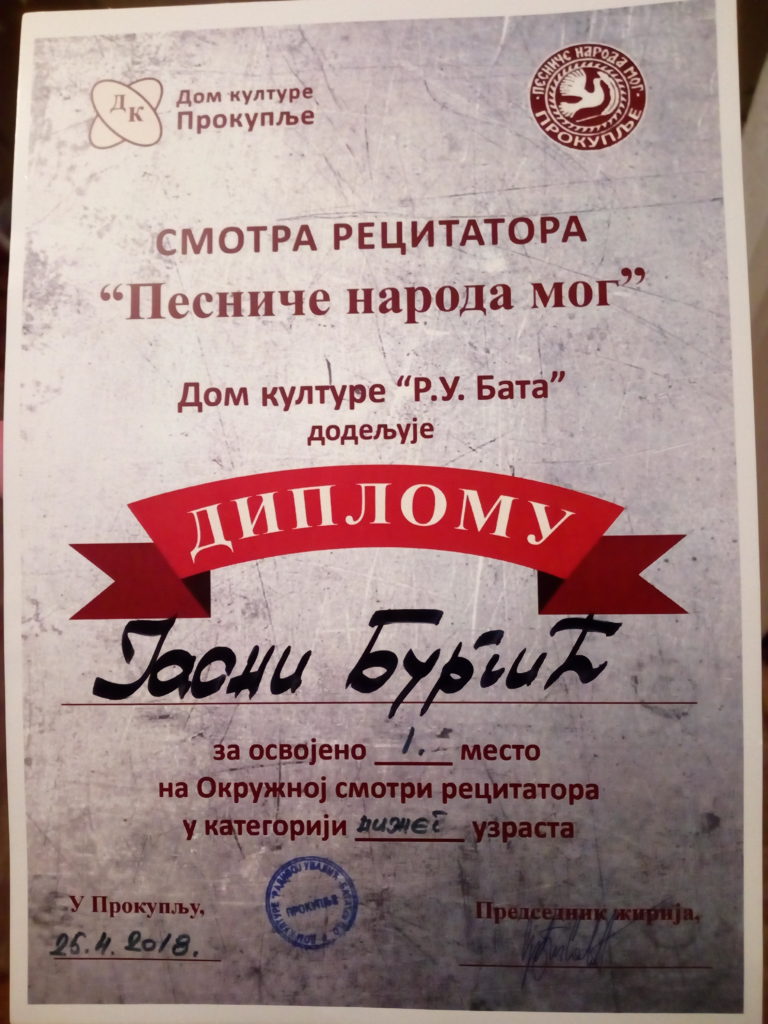 ДК
Дом културе
Прокупље
ПЕСНИЧЕ НАРОДА МОГ
ПРОКУПЉЕ
СМОТРА РЕЦИТАТОРА
“Песниче народа мог”
Дом културе “Р.У. Бата”
додељује
ДИПЛОМУ
Јасни
за освојено 1. место
на Окружној смотри рецитатора
у категорији нижег узраста
У Прокупљу,
Председник жирија,
25.4.2018.
ПРОКУПЉЕ